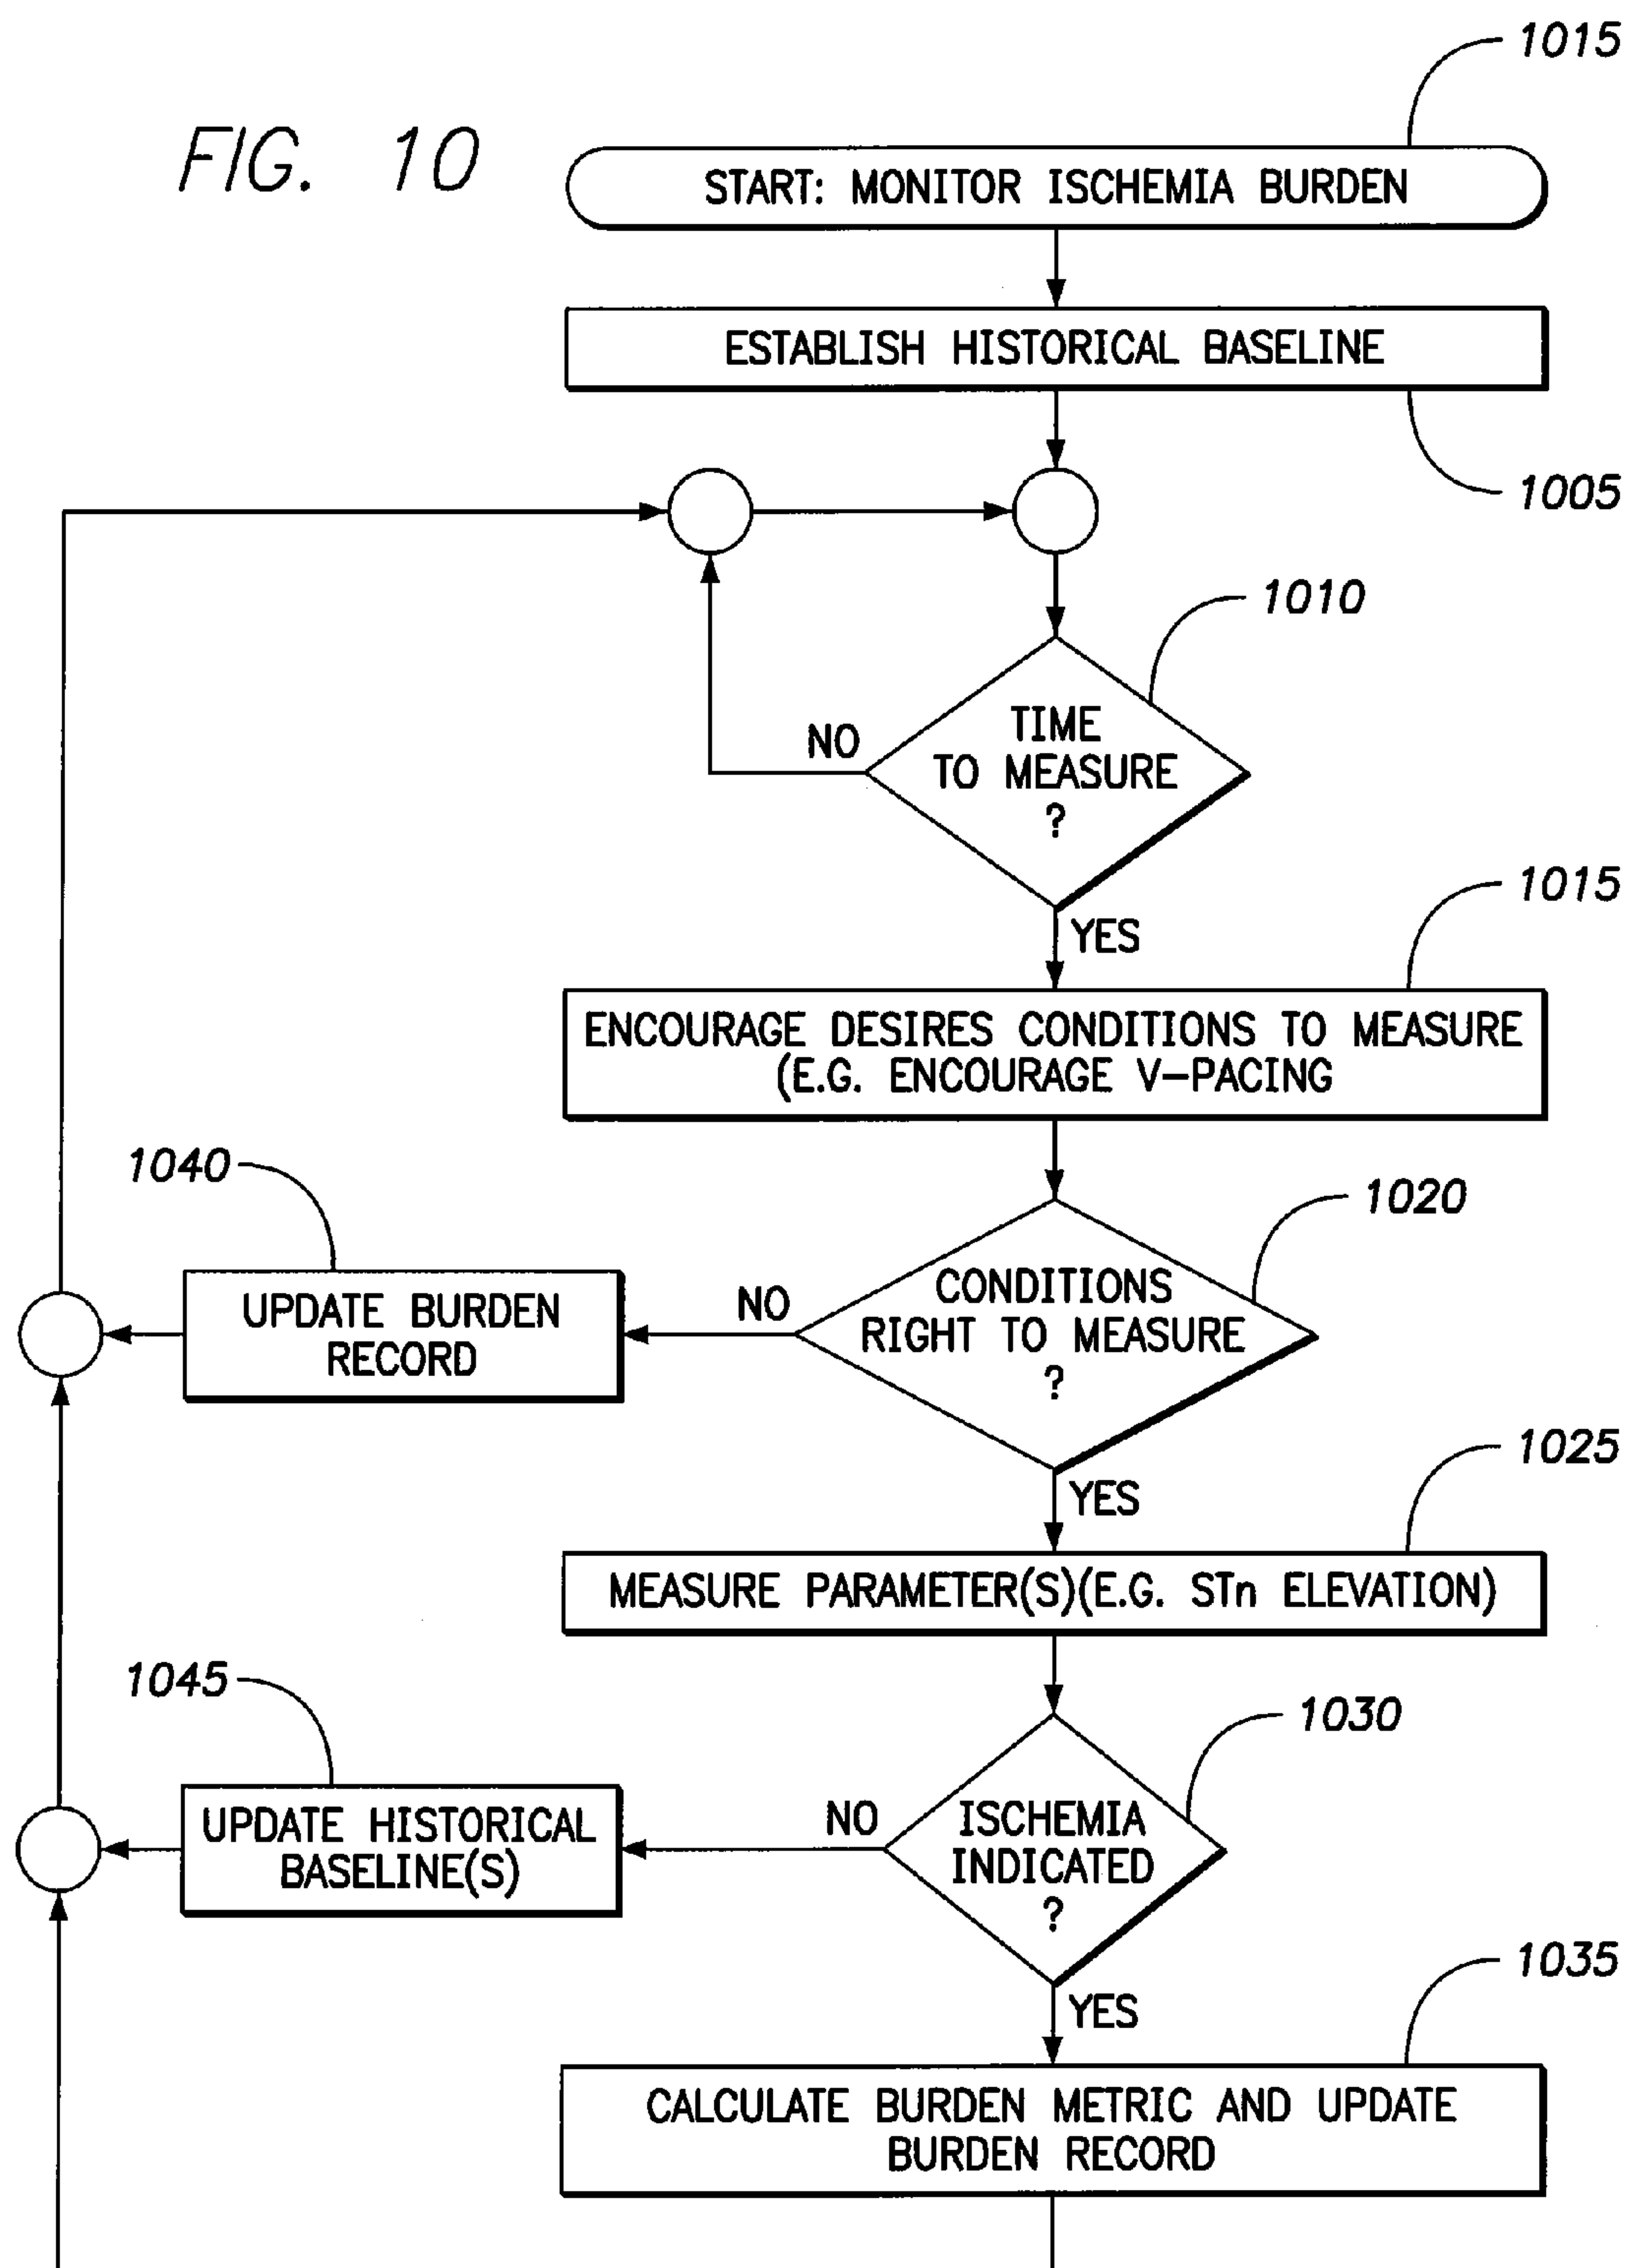 1015
FIG. 10
START: MONITOR ISCHEMIA BURDEN
ESTABLISH HISTORICAL BASELINE
1005
1010
TIME
TO MEASURE
?
NO
YES
1015
ENCOURAGE DESIRES CONDITIONS TO MEASURE
(E.G. ENCOURAGE V-PACING
1040
1020
UPDATE BURDEN
RECORD
NO
CONDITIONS
RIGHT TO MEASURE
?
YES
1025
MEASURE PARAMETER(S)(E.G. STn ELEVATION)
1045
1030
UPDATE HISTORICAL
BASELINE(S)
NO
ISCHEMIA
INDICATED
?
YES
1035
CALCULATE BURDEN METRIC AND UPDATE
BURDEN RECORD